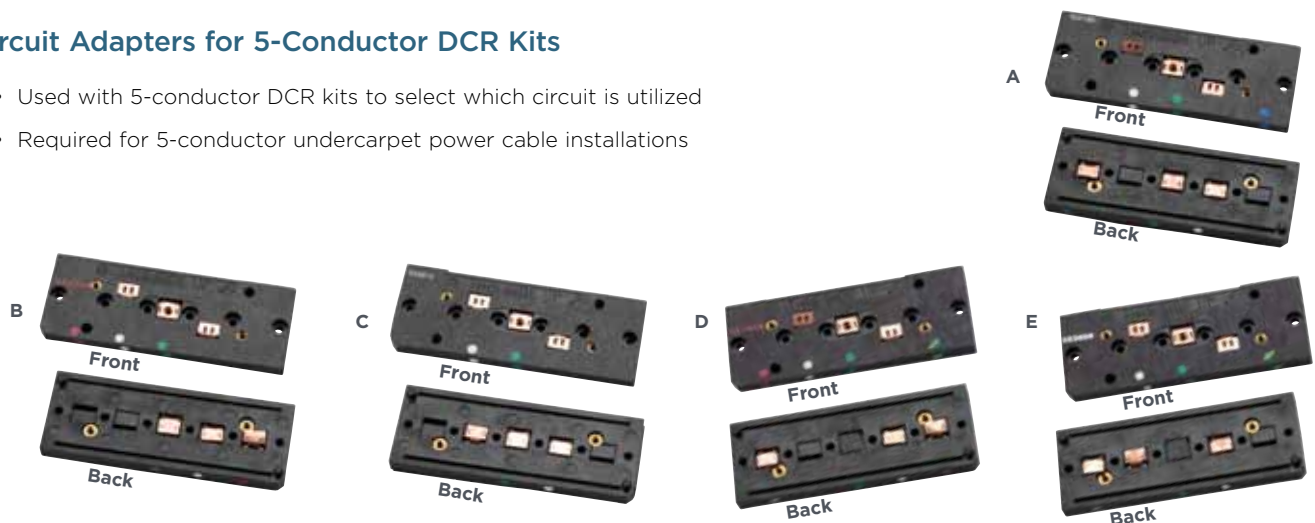 rcuit Adapters for 5-Conductor DCR Kits
• Used with 5-conductor DCR kits to select which circuit is utilized
• Required for 5-conductor undercarpet power cable installations
A
Front
Back
B
Front
Back
C
Front
Back
D
Front
Back
E
Front
Back